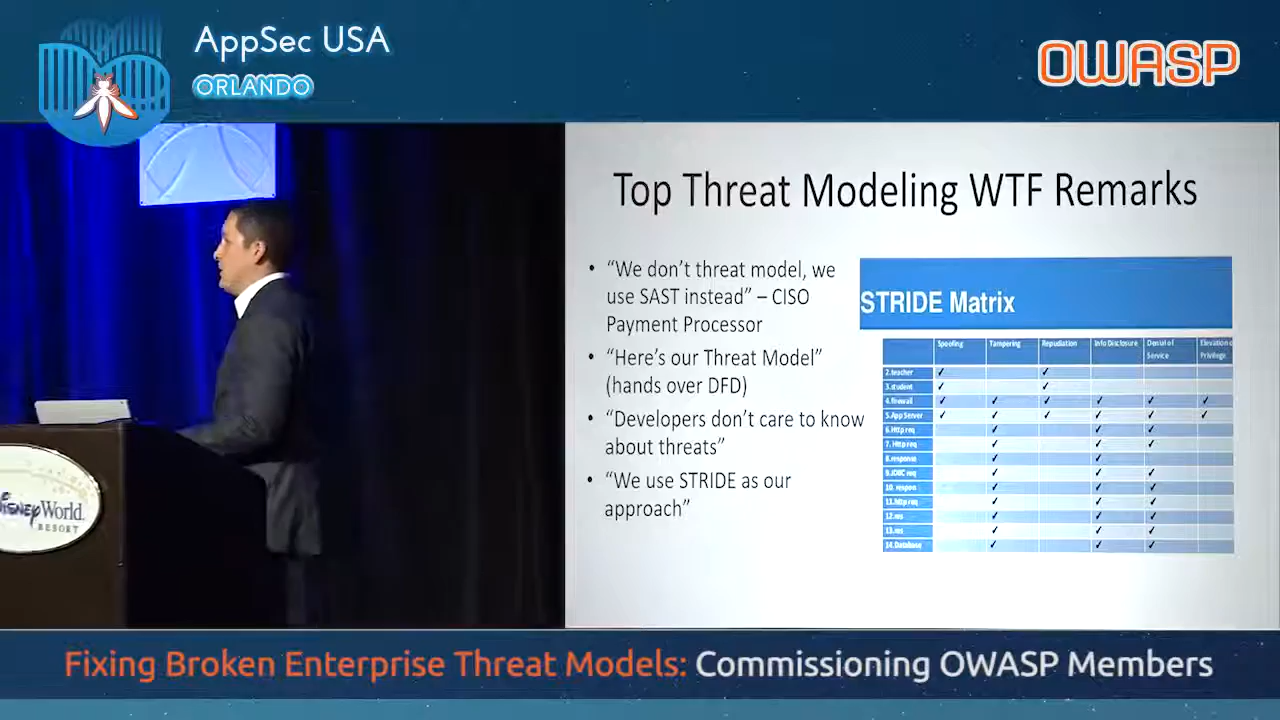 AppSec USA
ORLANDO
OWASP
Top Threat Modeling WTF Remarks
• “We don’t threat model, we
use SAST instead” – CISO
Payment Processor
• “Here’s our Threat Model”
(hands over DFD)
• “Developers don’t care to know
about threats”
• “We use STRIDE as our
approach”
STRIDE Matrix
Spoofing Tampering Repudiation Info Disclosure Denial of Service Elevation o Privilege
2.teacher ✓ ✓
3.student ✓ ✓
4.firewall ✓ ✓ ✓ ✓ ✓ ✓
5.App Server ✓ ✓ ✓ ✓ ✓ ✓
6.Http req ✓ ✓ ✓
7. Http req ✓ ✓ ✓
8.response ✓ ✓ ✓
9.JDBC req ✓ ✓ ✓
10. respon ✓ ✓ ✓
11.http req ✓ ✓ ✓
12. ✓ ✓ ✓
13. ✓ ✓ ✓
14.Database ✓ ✓ ✓
Disney World
RESORT
Fixing Broken Enterprise Threat Models: Commissioning OWASP Members